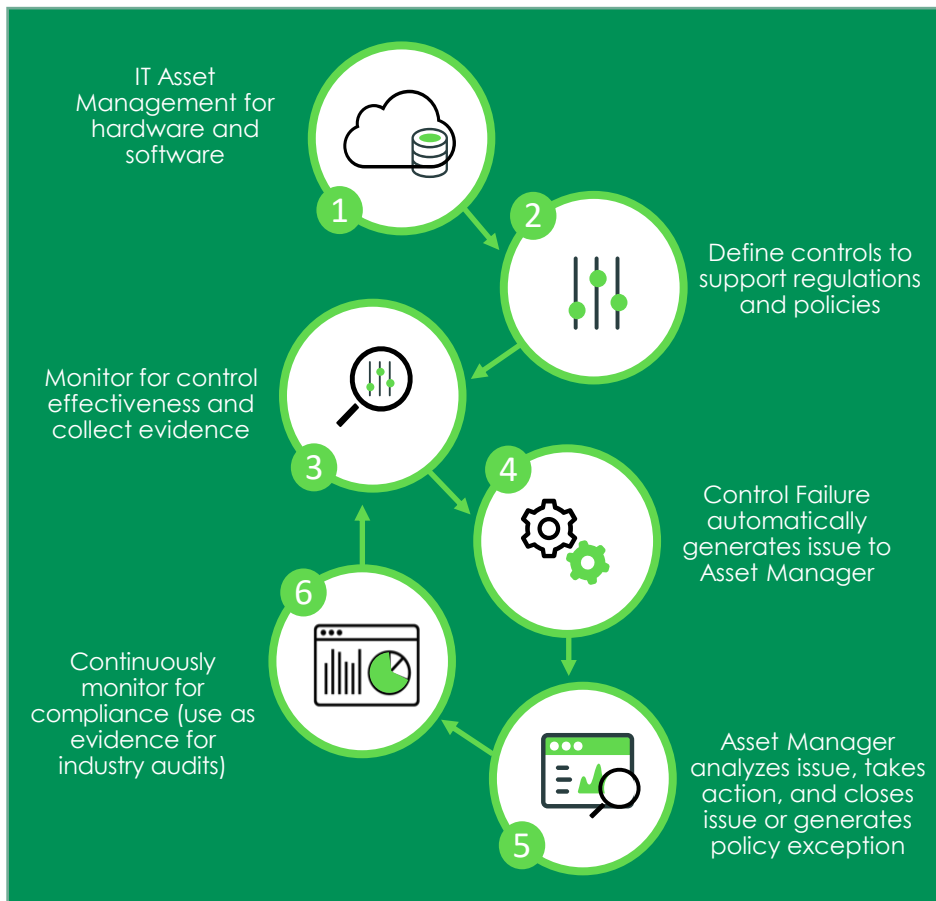 IT Asset
Management for
hardware and
software
1
2
Define controls to
support regulations
and policies
Monitor for control
effectiveness and
collect evidence
3
4
Control Failure
automatically
generates issue to
Asset Manager
6
Continuously
monitor for
compliance (use as
evidence for
industry audits)
5
Asset Manager
analyzes issue, takes
action, and closes
issue or generates
policy exception